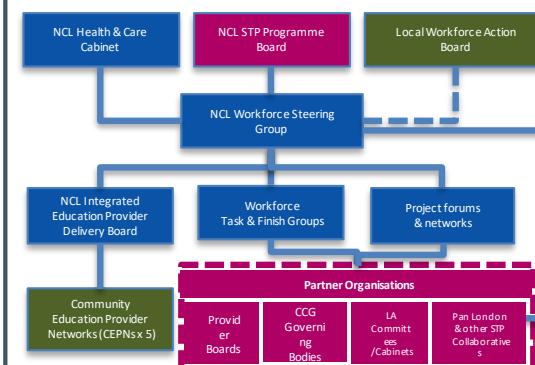 NCL Health & Care
Cabinet
NCL STP Programme
Board
Local Workforce Action
Board
NCL Workforce Steering
Group
NCL Integrated
Education Provider
Delivery Board
Workforce
Task & Finish Groups
Project forums
& networks
Community
Education Provider
Networks (CEPNs x 5)
Partner Organisations
Provid
er
Boards
CCG
Governi
ng
Bodies
LA
Committ
ees
/Cabinets
Pan London
& other STP
Collaborative
s